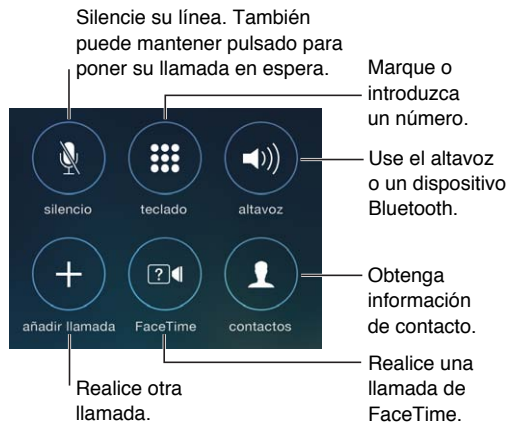 Silencie su línea. También
puede mantener pulsado para
poner su llamada en espera.
Marque o
introduzca
un número.
Use el altavoz
o un dispositivo
Bluetooth.
silencio
teclado
altavoz
?
Obtenga
información
de contacto.
añadir llamada
FaceTime
contactos
Realice una
llamada de
FaceTime.
Realice otra
llamada.